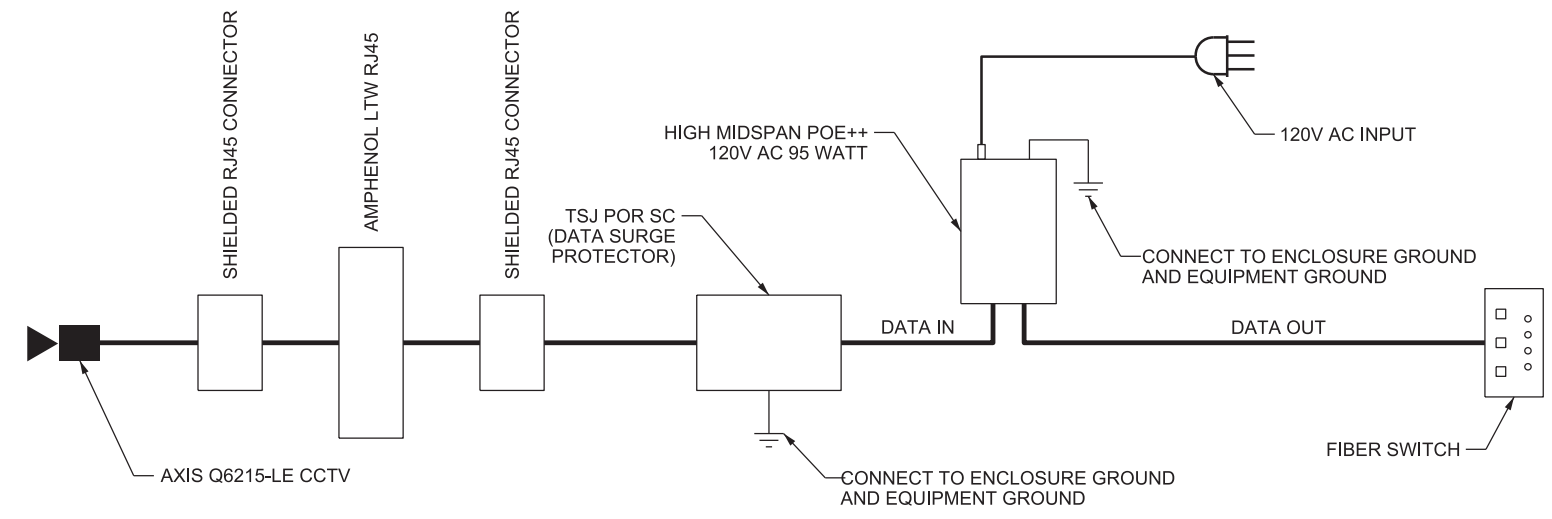 SHIELDED RJ45 CONNECTOR
AMPHENOL LTW RJ45
SHIELDED RJ45 CONNECTOR
120V AC INPUT
HIGH MIDSPAN POE++
120V AC 95 WATT
TSJ POR SC
(DATA SURGE
PROTECTOR)
CONNECT TO ENCLOSURE GROUND
AND EQUIPMENT GROUND
DATA IN
DATA OUT
FIBER SWITCH
AXIS Q6215-LE CCTV
CONNECT TO ENCLOSURE GROUND
AND EQUIPMENT GROUND